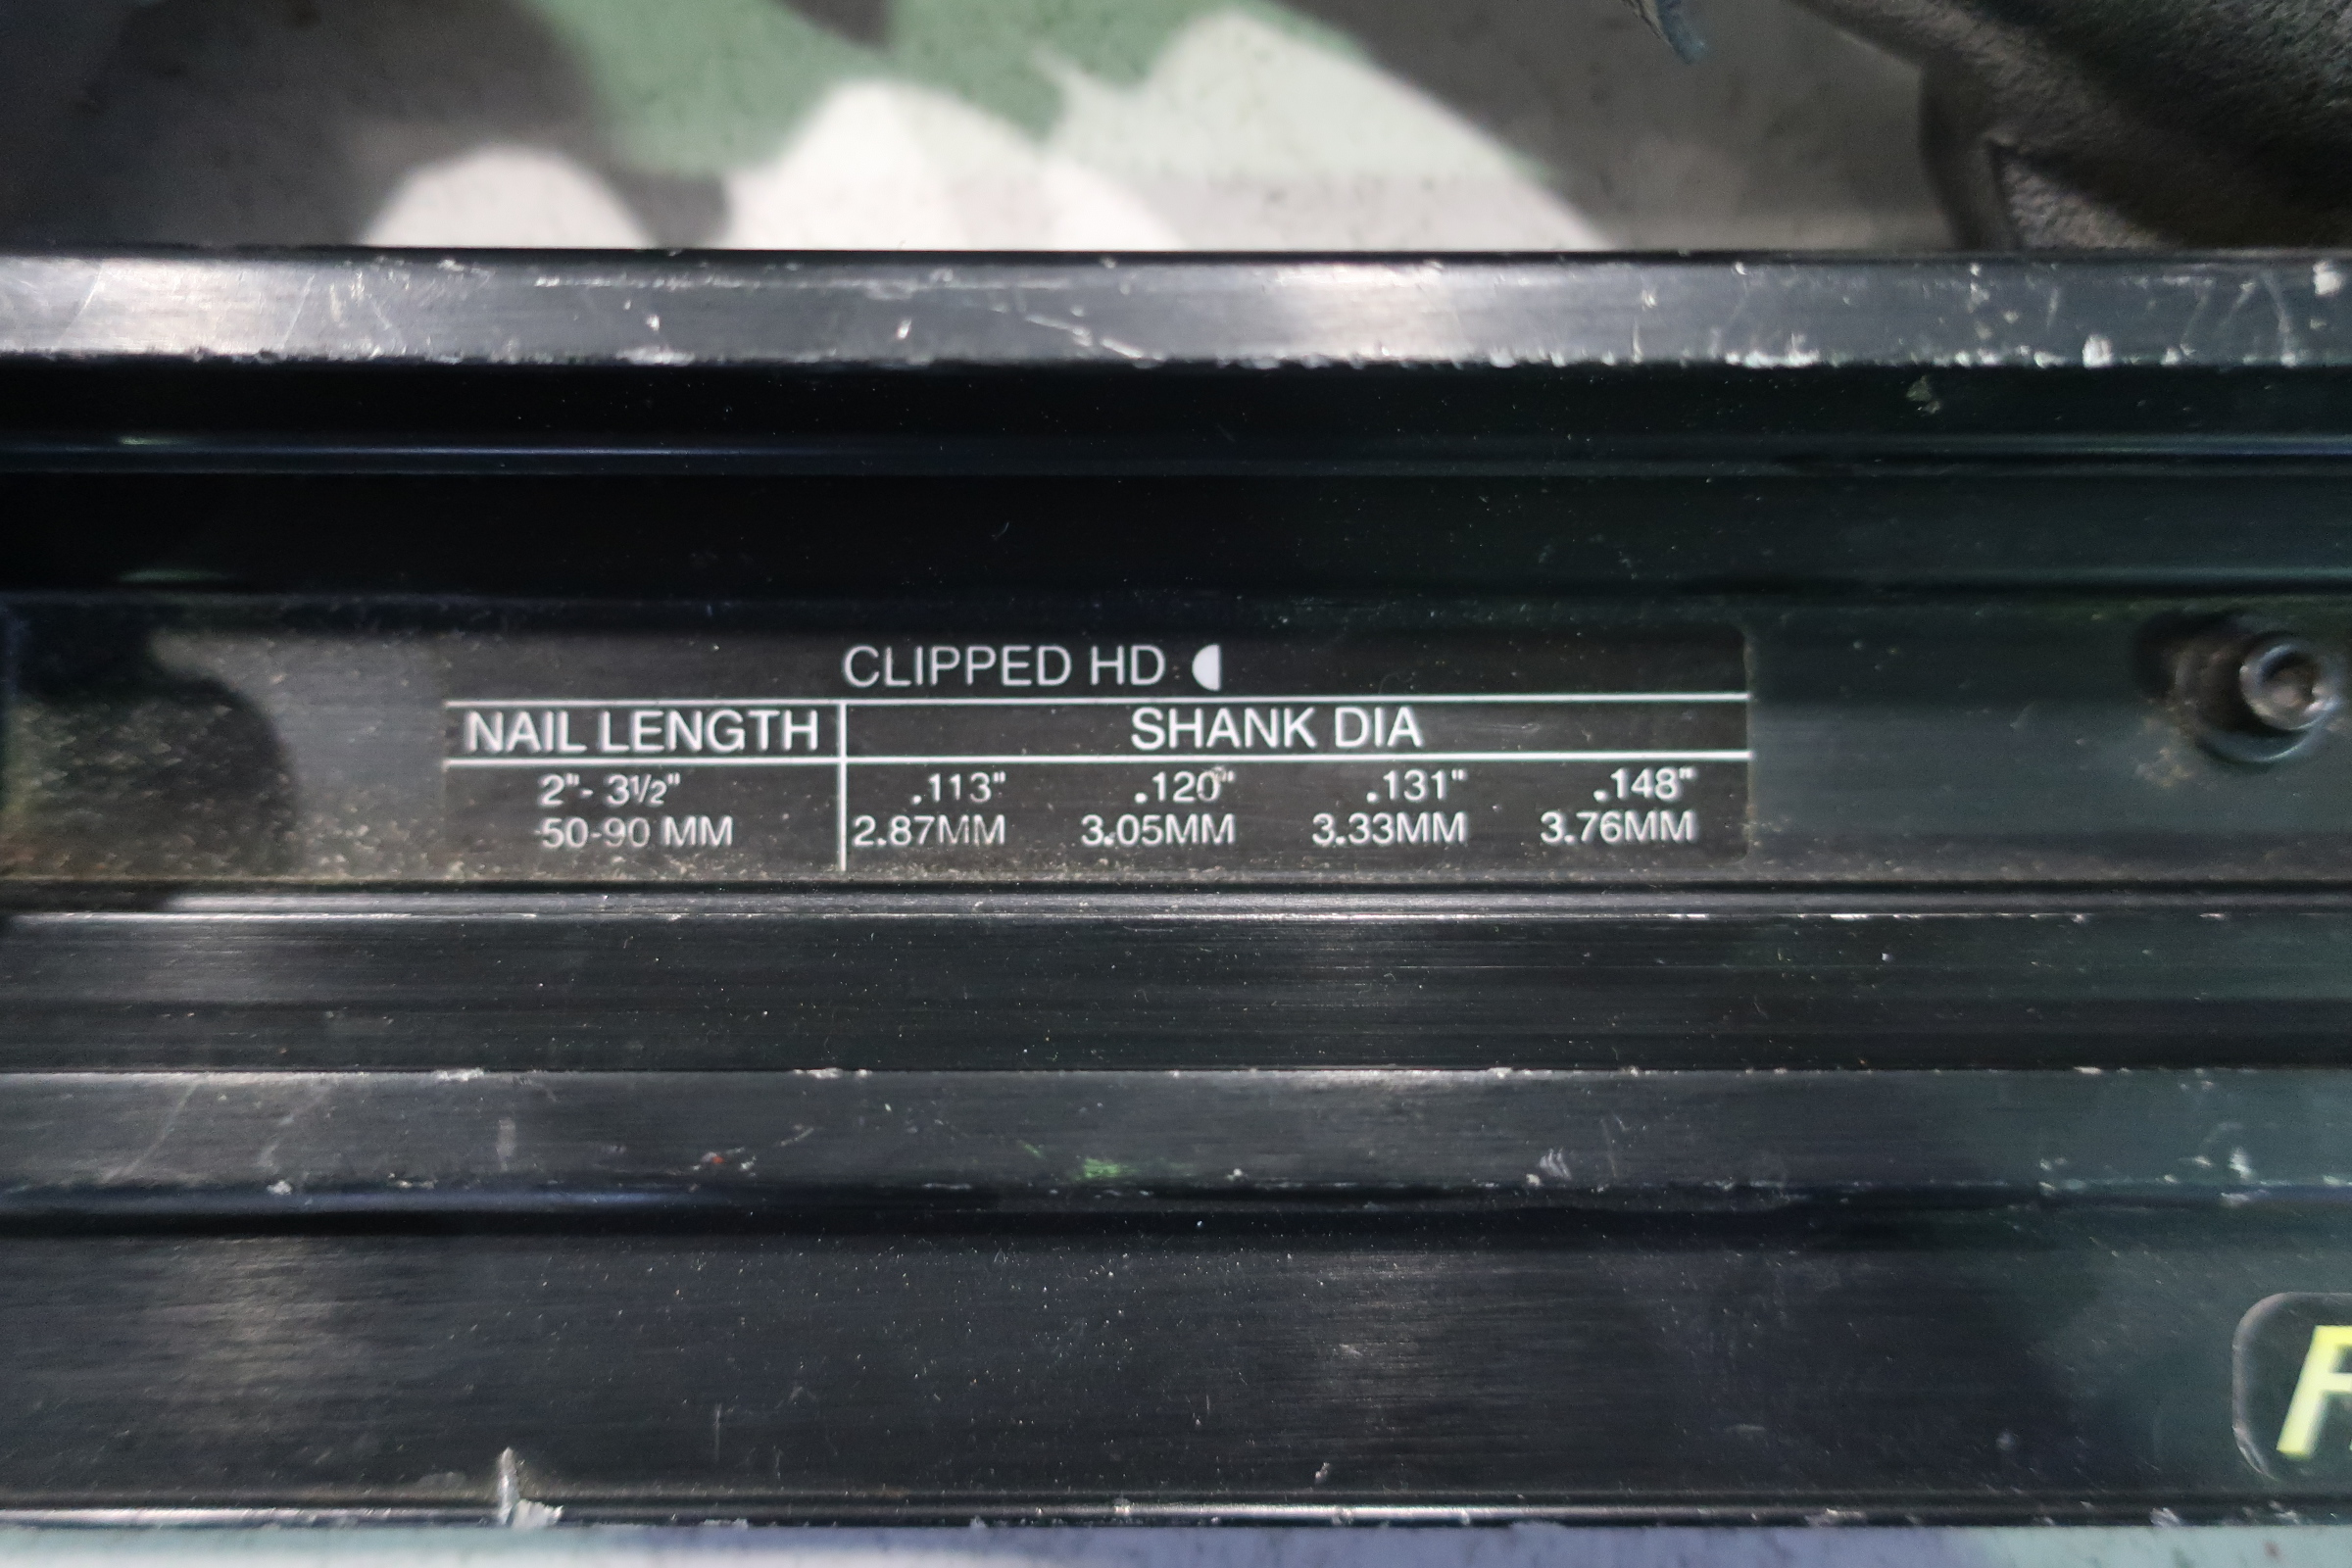 CLIPPED HD
NAIL LENGTH SHANK DIA
2"- 3½" .113" .120" .131" .148"
50-90 MM 2.87MM 3.05MM 3.33MM 3.76MM